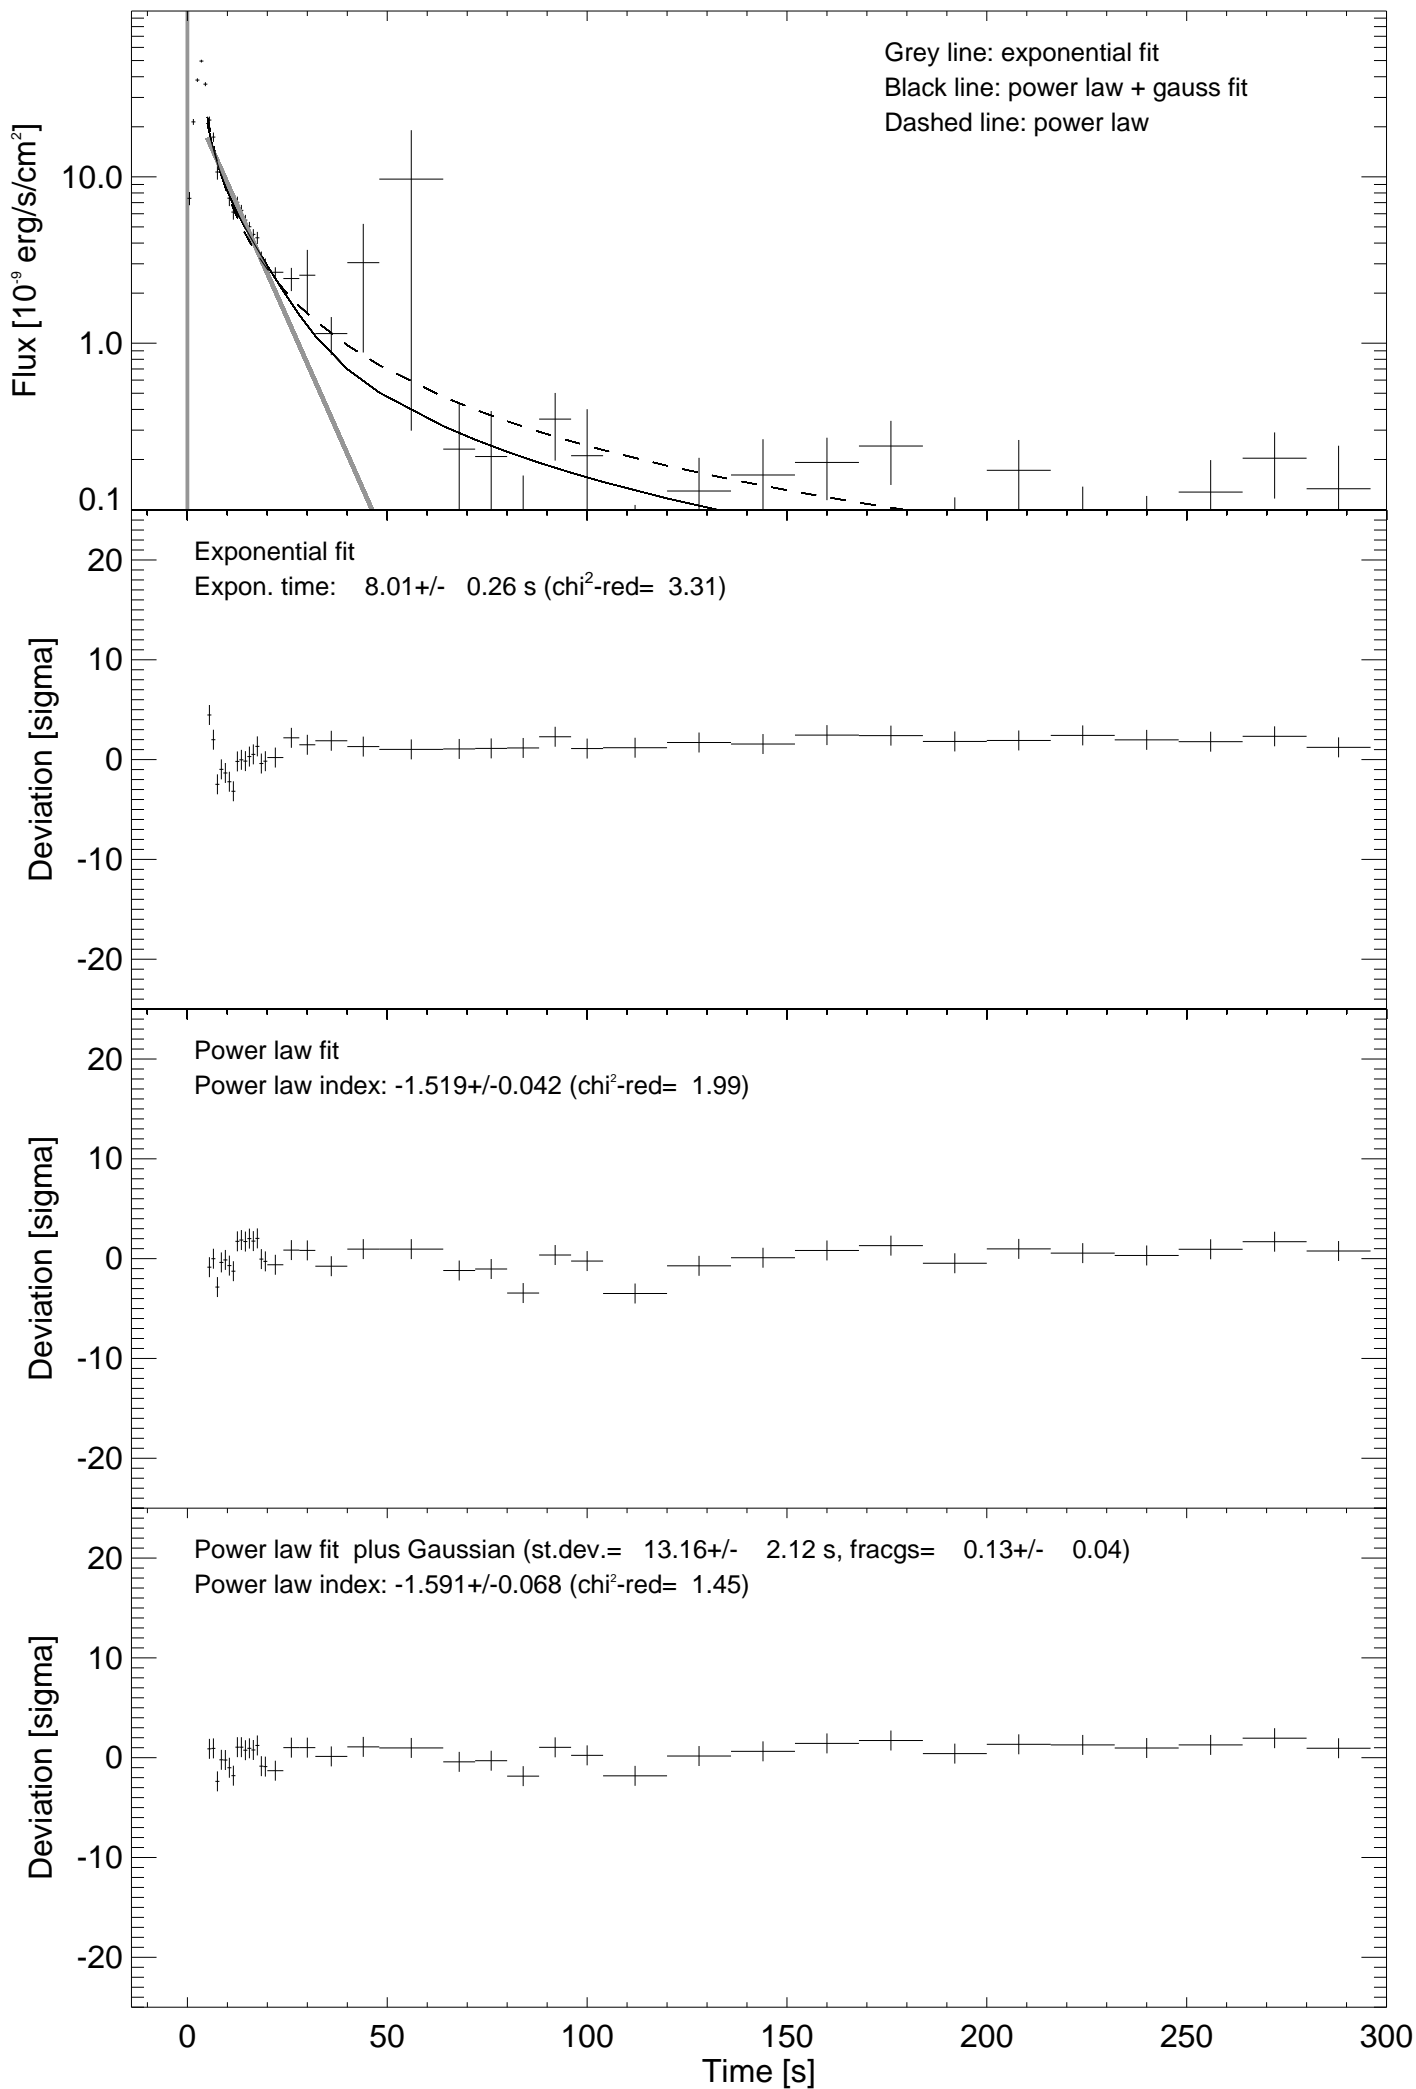 Grey line: exponential fit
Black line: power law + gauss fit
Dashed line: power law
Flux [10⁻⁹ erg/s/cm²]
10.0
1.0
0.1
Exponential fit
Expon. time: 8.01+/- 0.26 s (chi²-red= 3.31)
Deviation [sigma]
20
10
0
-10
-20
Power law fit
Power law index: -1.519+/-0.042 (chi²-red= 1.99)
Deviation [sigma]
20
10
0
-10
-20
Power law fit plus Gaussian (st.dev.= 13.16+/- 2.12 s, fracgs= 0.13+/- 0.04)
Power law index: -1.591+/-0.068 (chi²-red= 1.45)
Deviation [sigma]
20
10
0
-10
-20
0 50 100 150 200 250 300
Time [s]